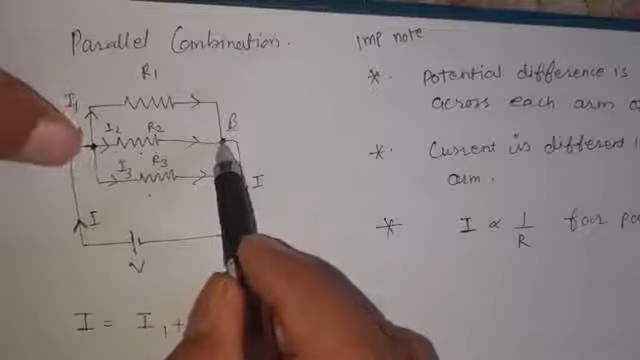 Parallel Combination.
Imp note
R1
I1
* Potential difference is
across each arm
I2 R2 B
I3 R3
* Current is different
arm.
I
I
* I ∝ 1/R for
V
I = I1 +